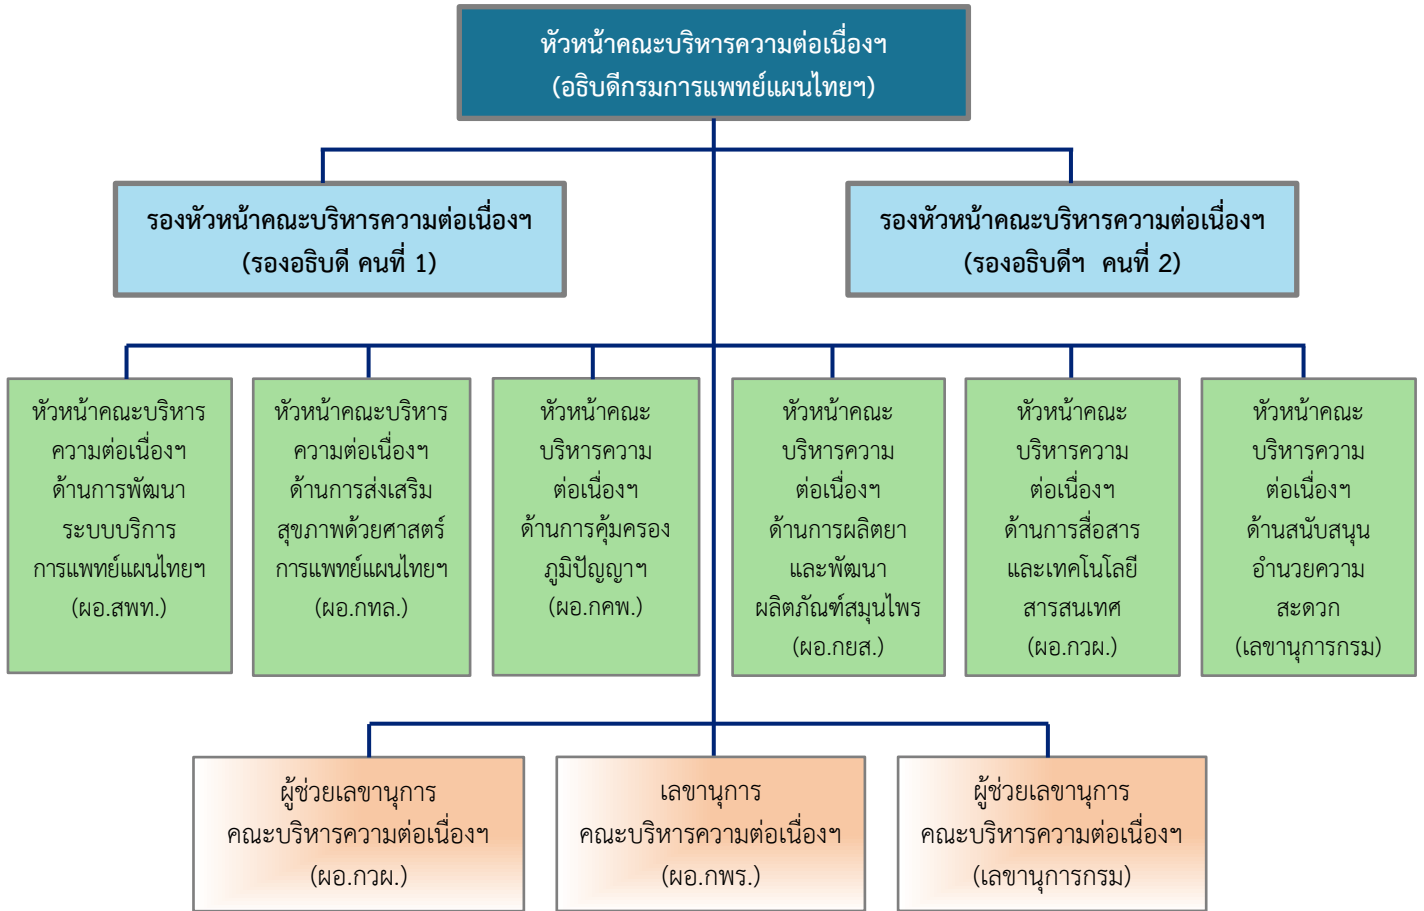 หัวหน้าคณะบริหารความต่อเนื่องฯ
(อธิบดีกรมการแพทย์แผนไทยฯ)
รองหัวหน้าคณะบริหารความต่อเนื่องฯ
(รองอธิบดี คนที่ 1)
รองหัวหน้าคณะบริหารความต่อเนื่องฯ
(รองอธิบดีฯ คนที่ 2)
หัวหน้าคณะบริหาร
ความต่อเนื่องฯ
ด้านการพัฒนา
ระบบบริการ
การแพทย์แผนไทยฯ
(ผอ.สพท.)
หัวหน้าคณะบริหาร
ความต่อเนื่องฯ
ด้านการส่งเสริม
สุขภาพด้วยศาสตร์
การแพทย์แผนไทยฯ
(ผอ.กทล.)
หัวหน้าคณะ
บริหารความ
ต่อเนื่องฯ
ด้านการคุ้มครอง
ภูมิปัญญาฯ
(ผอ.กคพ.)
หัวหน้าคณะ
บริหารความ
ต่อเนื่องฯ
ด้านการผลิตยา
และพัฒนา
ผลิตภัณฑ์สมุนไพร
(ผอ.กยส.)
หัวหน้าคณะ
บริหารความ
ต่อเนื่องฯ
ด้านการสื่อสาร
และเทคโนโลยี
สารสนเทศ
(ผอ.กวผ.)
หัวหน้าคณะ
บริหารความ
ต่อเนื่องฯ
ด้านสนับสนุน
อำนวยความ
สะดวก
(เลขานุการกรม)
ผู้ช่วยเลขานุการ
คณะบริหารความต่อเนื่องฯ
(ผอ.กวผ.)
เลขานุการ
คณะบริหารความต่อเนื่องฯ
(ผอ.กพร.)
ผู้ช่วยเลขานุการ
คณะบริหารความต่อเนื่องฯ
(เลขานุการกรม)